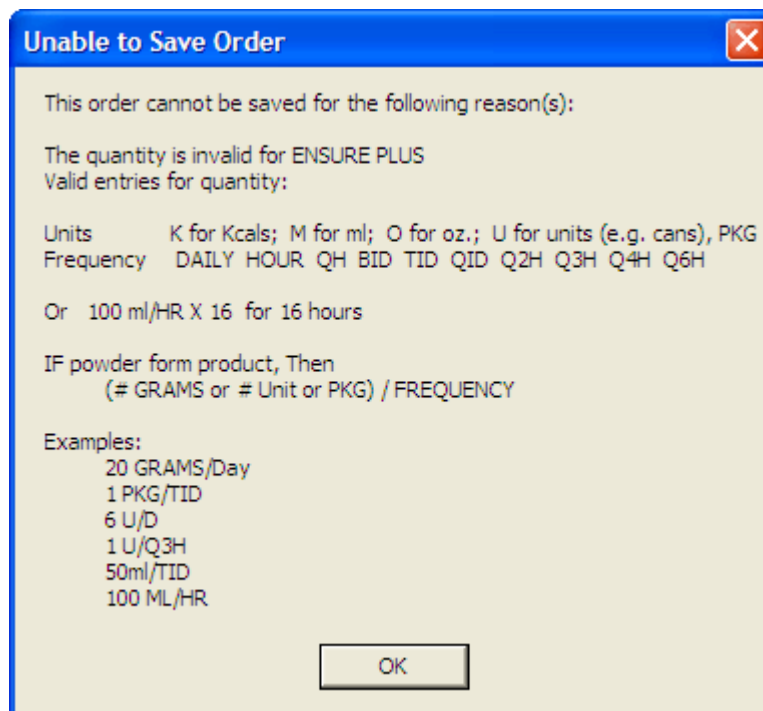 Unable to Save Order
This order cannot be saved for the following reason(s):
The quantity is invalid for ENSURE PLUS
Valid entries for quantity:
Units K for Kcals; M for ml; O for oz.; U for units (e.g. cans), PKG
Frequency DAILY HOUR QH BID TID QID Q2H Q3H Q4H Q6H
Or 100 ml/HR X 16 for 16 hours
IF powder form product, Then
(# GRAMS or # Unit or PKG) / FREQUENCY
Examples:
20 GRAMS/Day
1 PKG/TID
6 U/D
1 U/Q3H
50ml/TID
100 ML/HR
OK